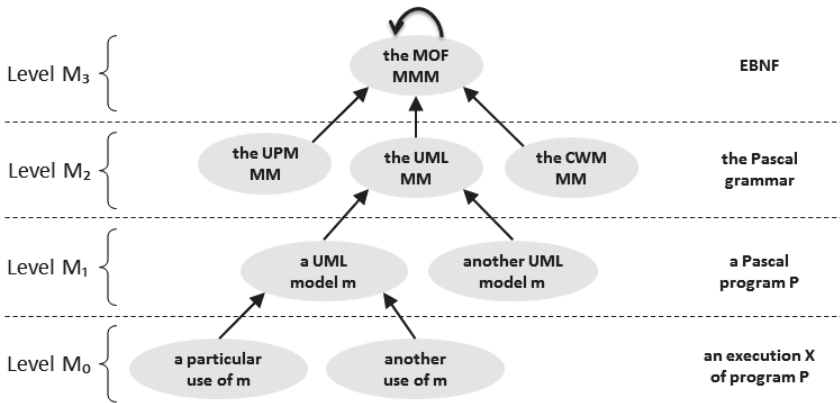 the MOF
MMM
EBNF
Level M₃
the UPM
MM
the UML
MM
the CWM
MM
the Pascal
grammar
Level M₂
a UML
model m
another UML
model m
a Pascal
program P
Level M₁
a particular
use of m
another
use of m
an execution X
of program P
Level M₀